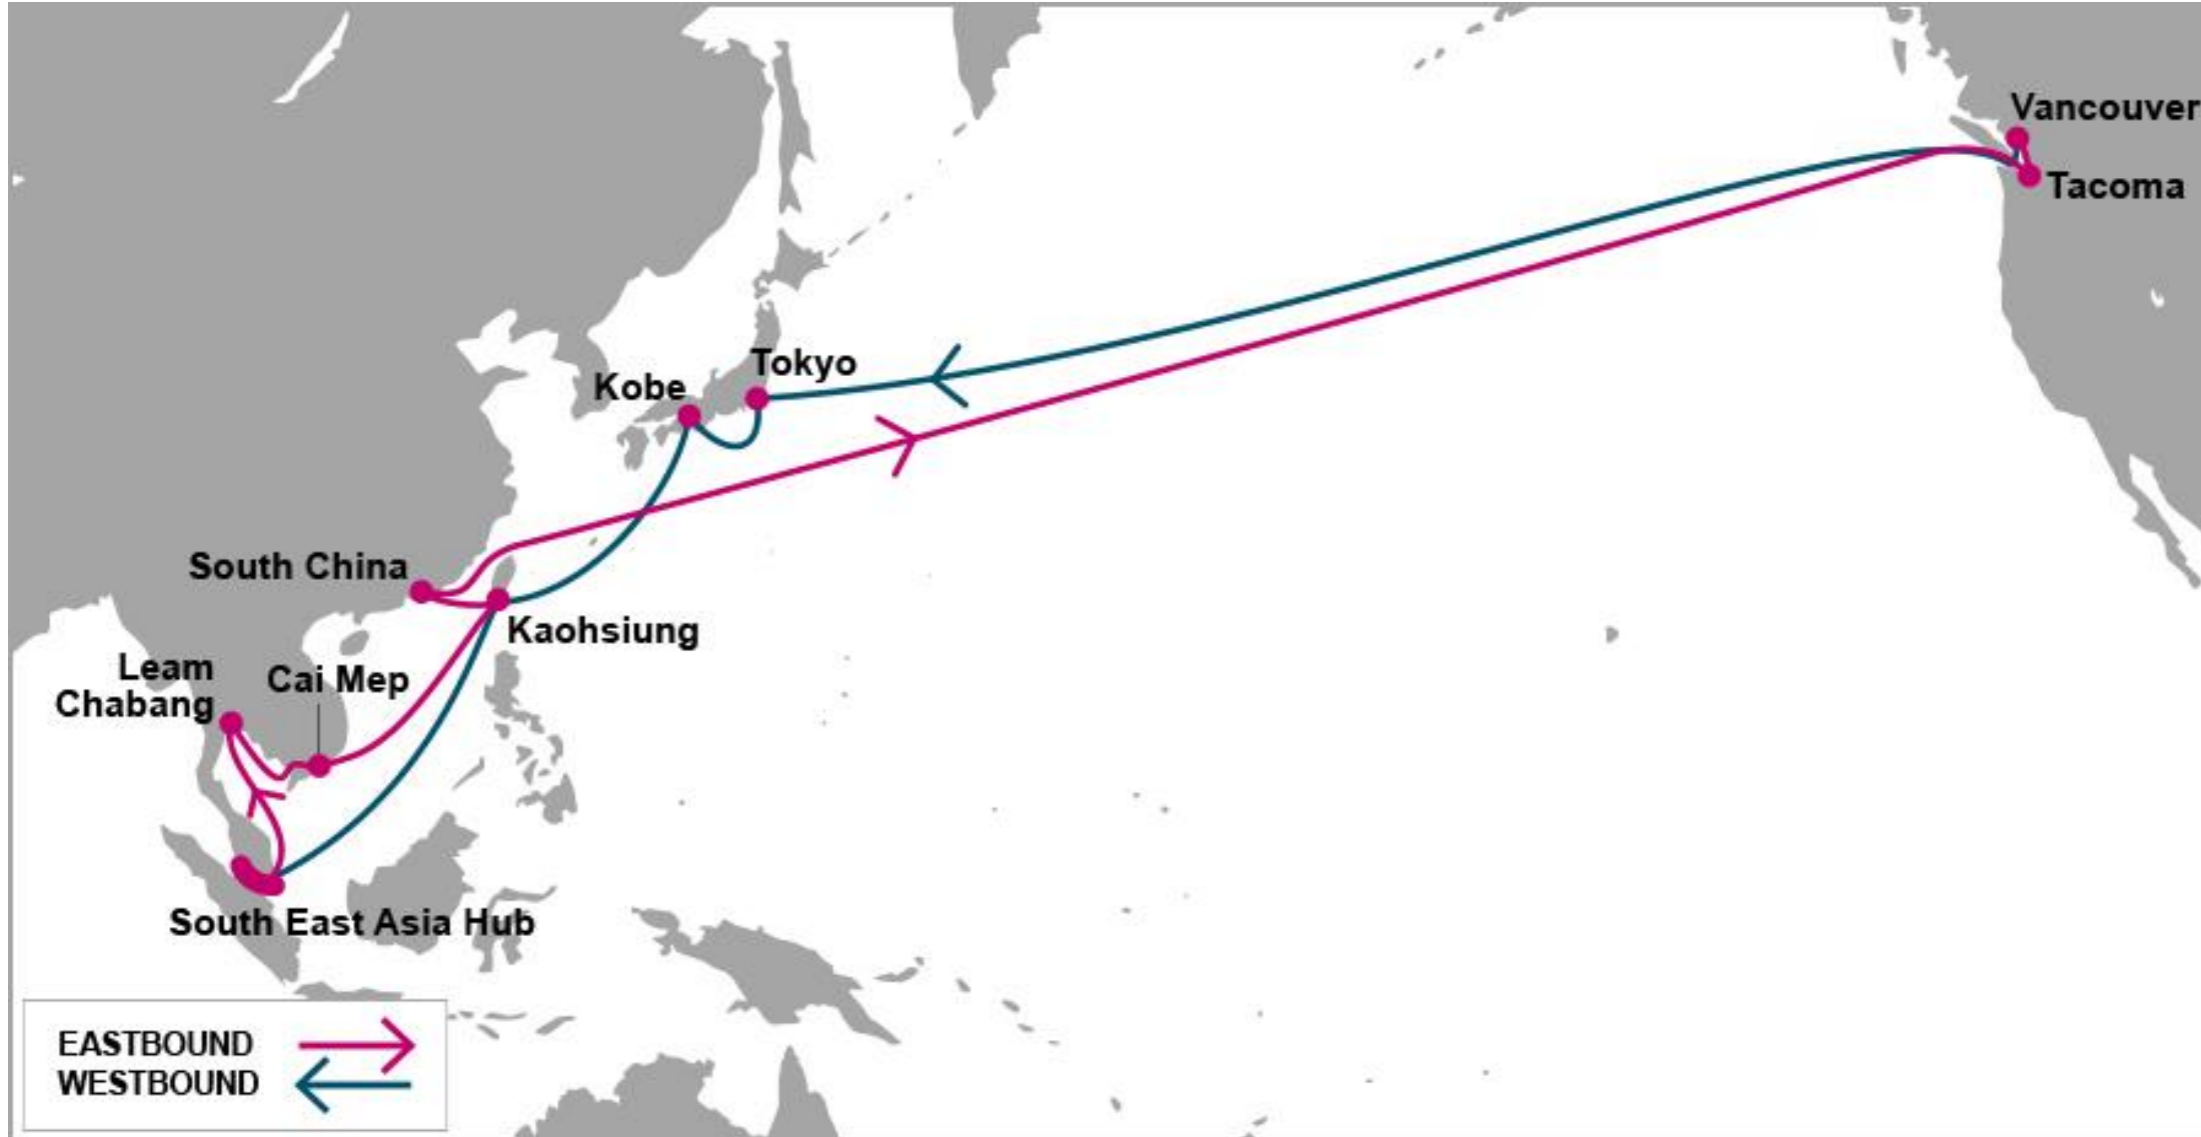 Vancouver
Tacoma
Tokyo
Kobe
South China
Kaohsiung
Leam
Chabang
Cai Mep
South East Asia Hub
EASTBOUND
WESTBOUND